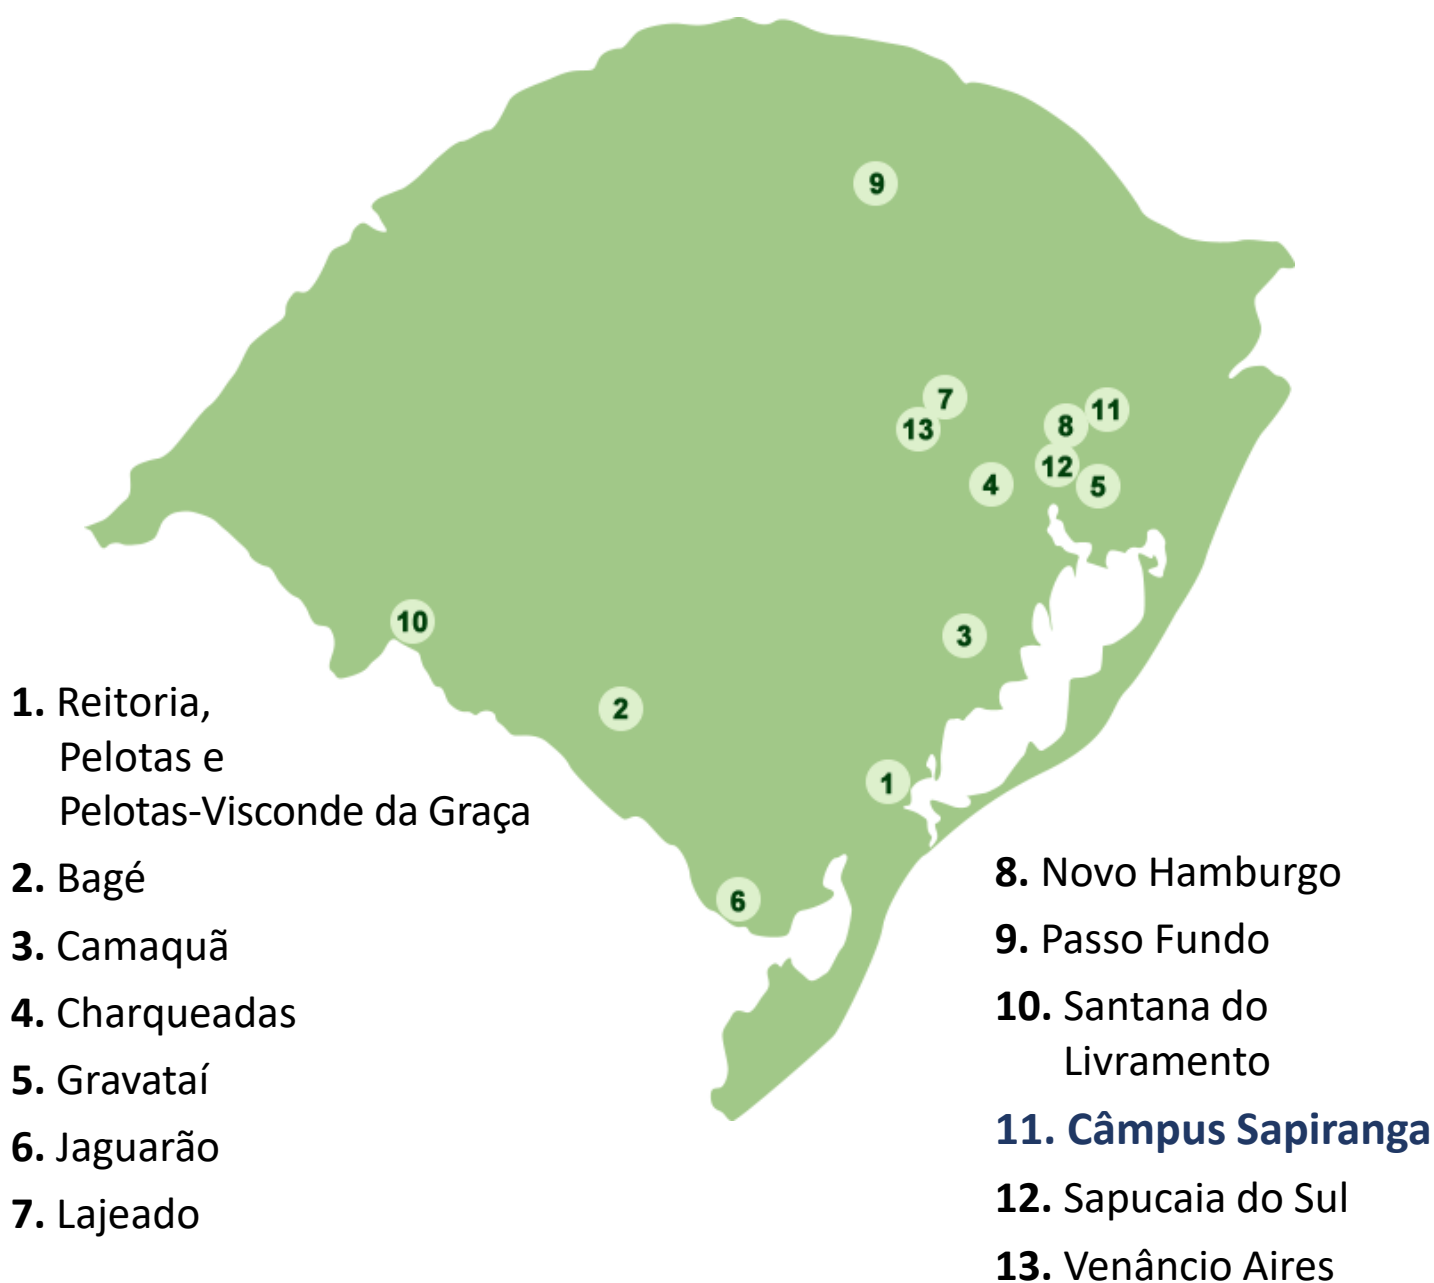 9
7
11
8
13
12
4
5
10
3
2
1
6
1. Reitoria,
Pelotas e
Pelotas-Visconde da Graça
2. Bagé
3. Camaquã
4. Charqueadas
5. Gravataí
6. Jaguarão
7. Lajeado
8. Novo Hamburgo
9. Passo Fundo
10. Santana do
Livramento
11. Câmpus Sapiranga
12. Sapucaia do Sul
13. Venâncio Aires